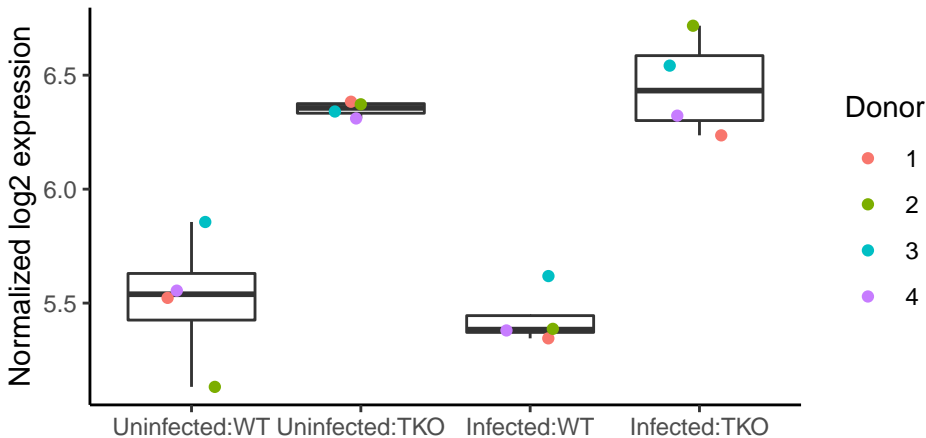 Normalized log2 expression
6.5
6.0
5.5
Uninfected:WT Uninfected:TKO Infected:WT Infected:TKO
Donor
1
2
3
4